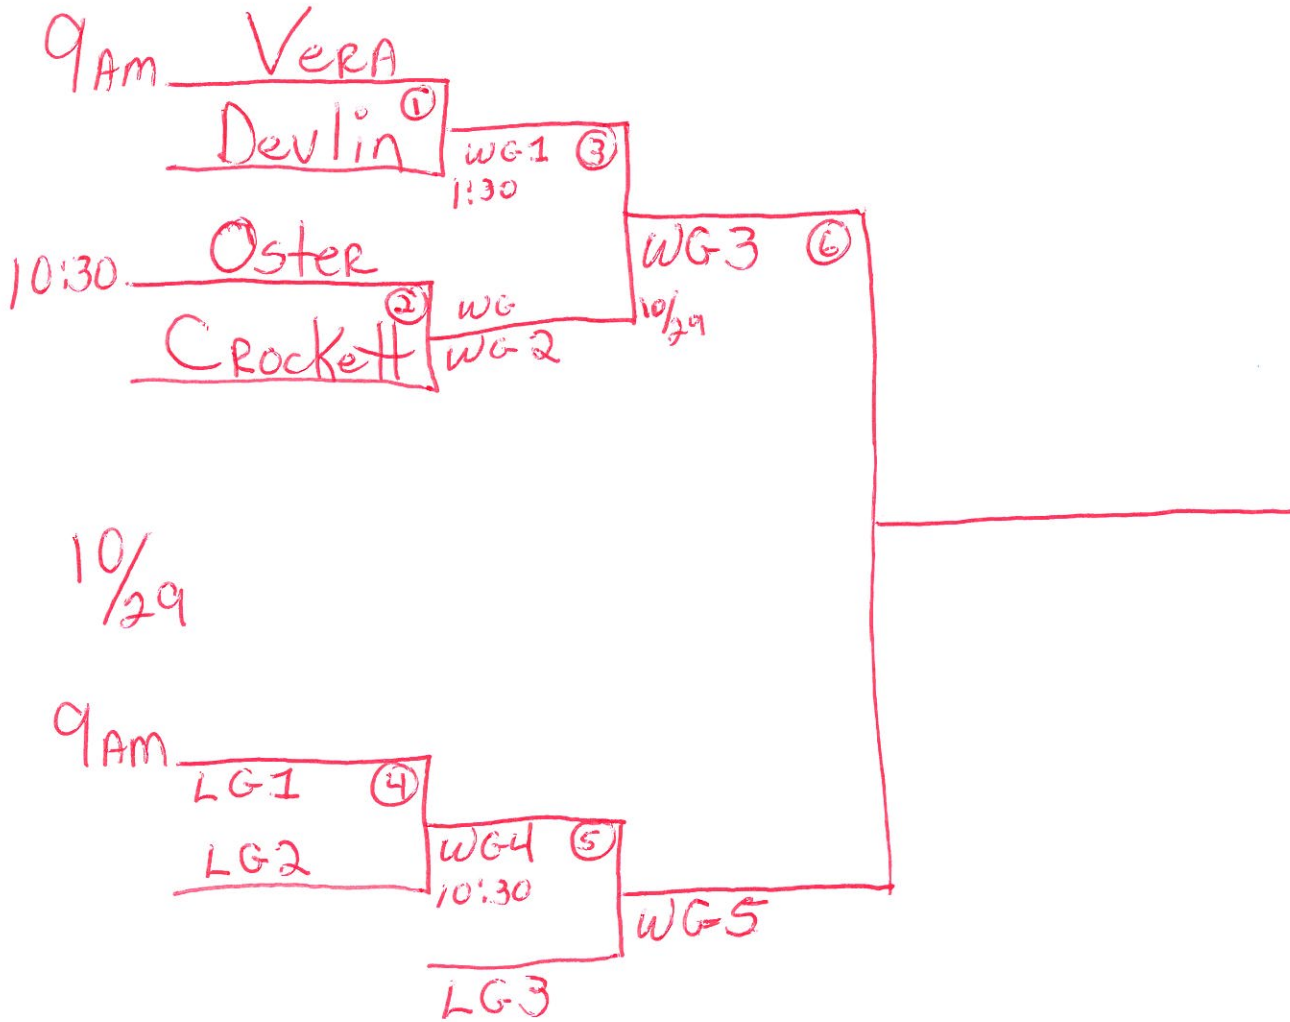 9AM VERA
Devlin ①
WG1 ③
1:30
10:30 OSteR
CRocKett ②
WG
WG2
WG3 ⑥
10/29
10/29
9AM
LG1 ④
LG2
WG4 ⑤
10:30
WG5
LG3